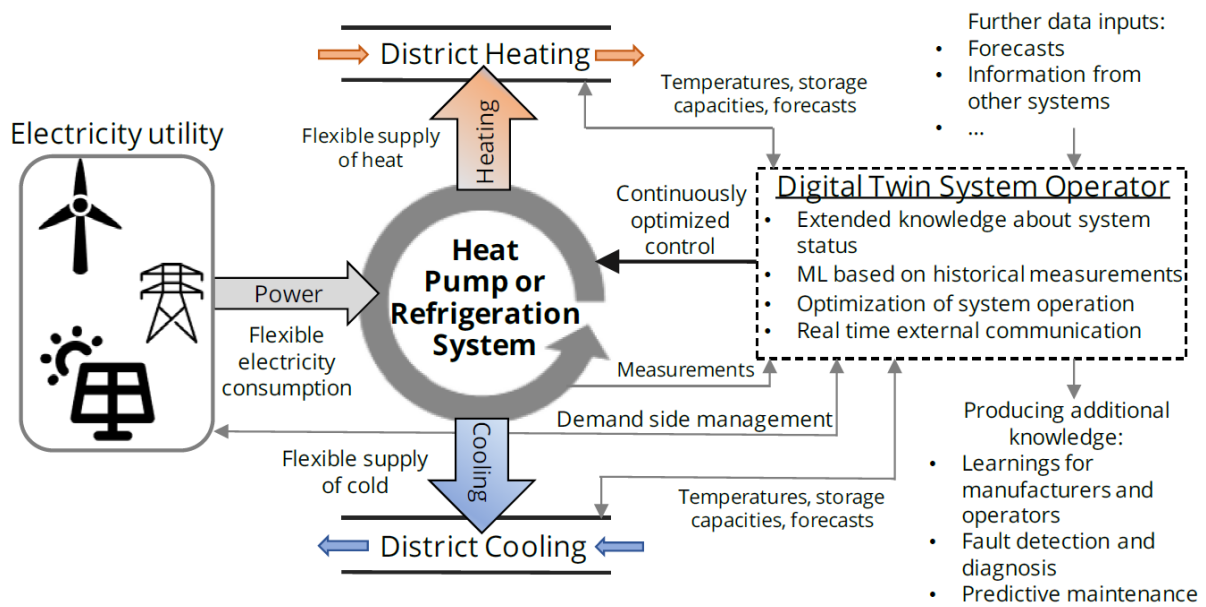 Further data inputs:
• Forecasts
• Information from
other systems
• ...
District Heating
Temperatures, storage
capacities, forecasts
Electricity utility
Flexible supply
of heat
Heating
Continuously
optimized
control
Digital Twin System Operator
• Extended knowledge about system
status
• ML based on historical measurements
• Optimization of system operation
• Real time external communication
Heat
Pump or
Refrigeration
System
Power
Flexible
electricity
consumption
Measurements
Demand side management
Cooling
Flexible supply
of cold
Temperatures, storage
capacities, forecasts
District Cooling
Producing additional
knowledge:
• Learnings for
manufacturers and
operators
• Fault detection and
diagnosis
• Predictive maintenance